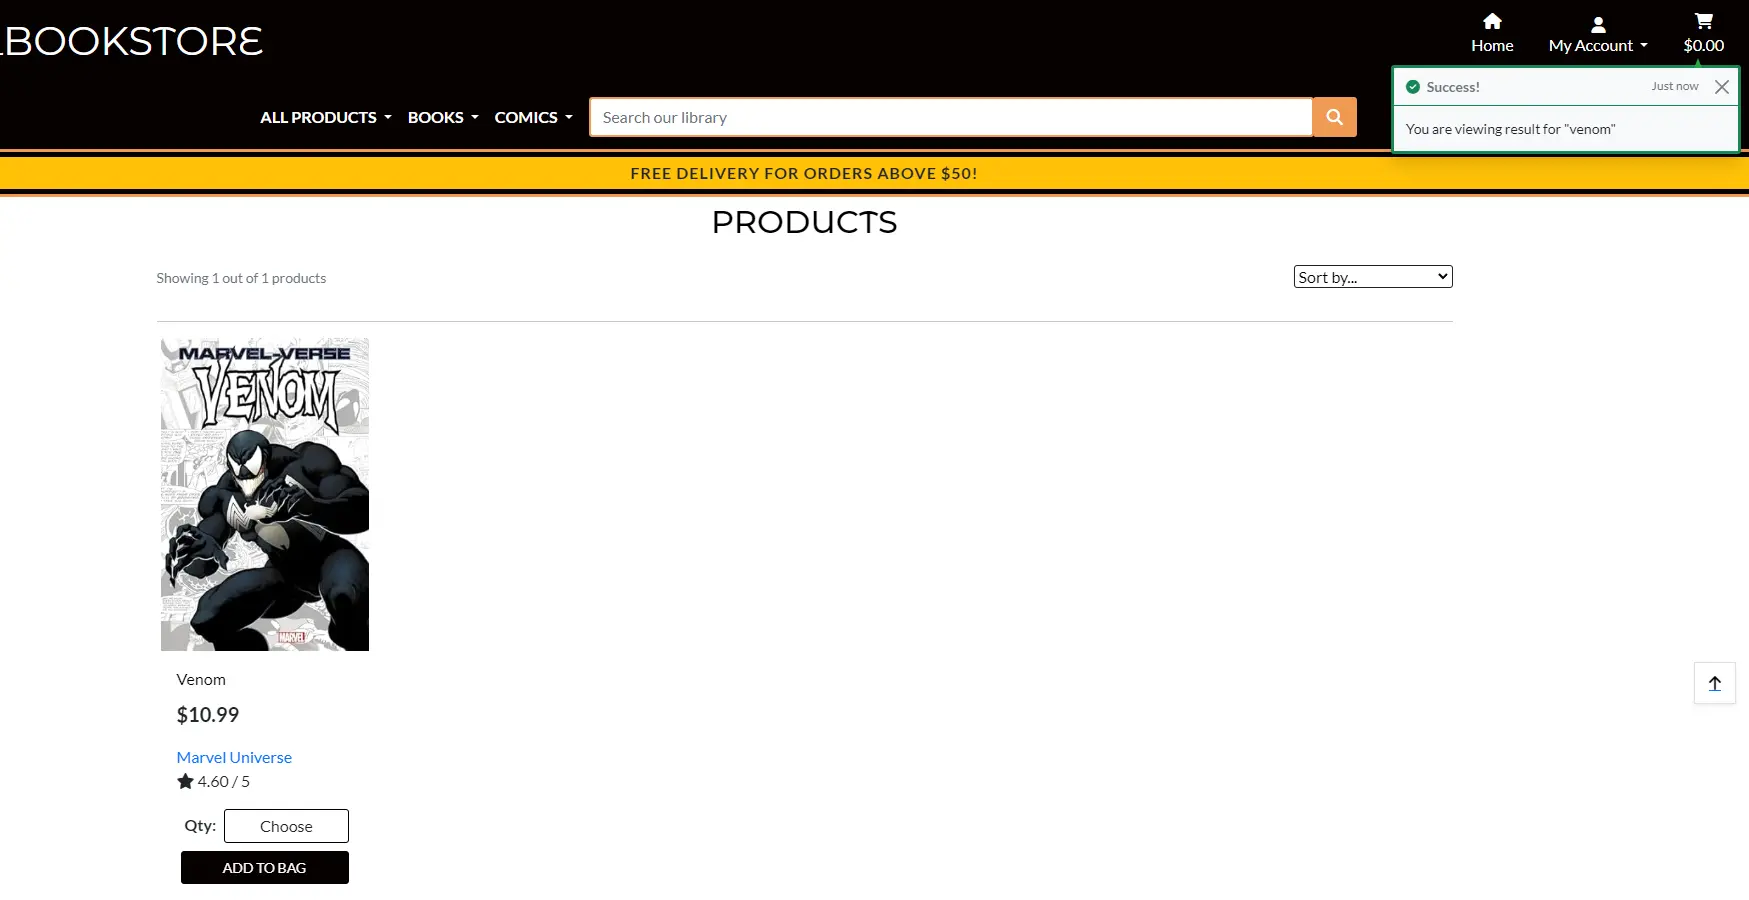 BOOKSTORE
Home
My Account
$0.00
Success!
Just now
You are viewing result for "venom"
ALL PRODUCTS
BOOKS
COMICS
Search our library
FREE DELIVERY FOR ORDERS ABOVE $50!
PRODUCTS
Showing 1 out of 1 products
Sort by...
MARVEL-VERSE
VENOM
MARVEL
Venom
$10.99
Marvel Universe
4.60 / 5
Qty:
Choose
ADD TO BAG